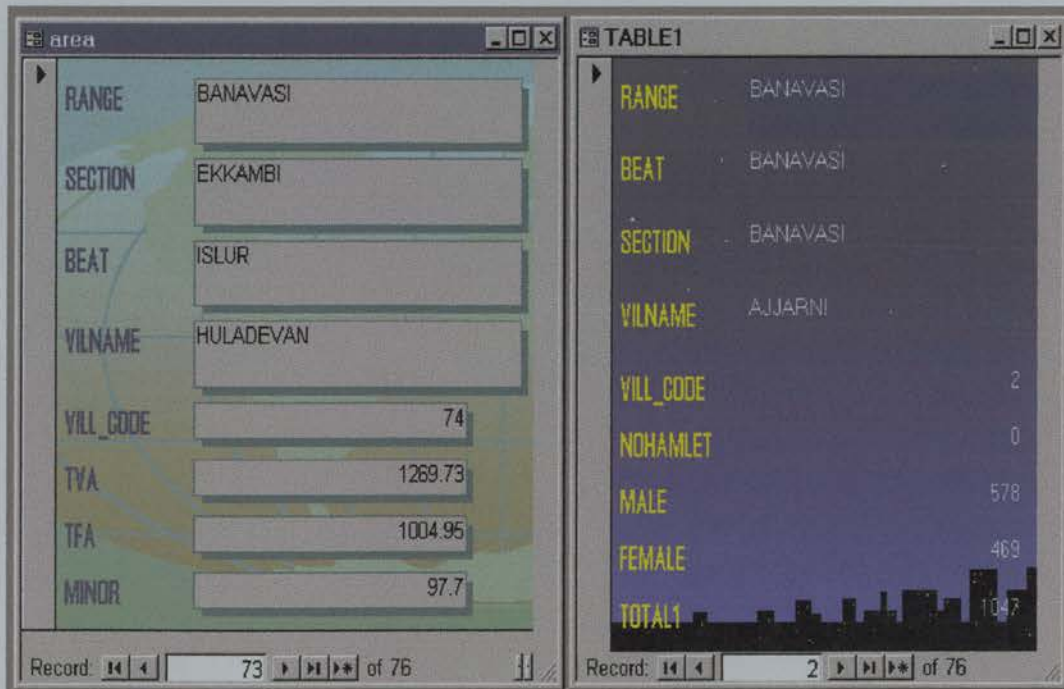 area
RANGE BANAVASI
SECTION EKKAMBI
BEAT ISLUR
VILNAME HULADEVAN
VILL_CODE 74
TVA 1269.73
TFA 1004.95
MINOR 97.7
Record: 73 of 76
TABLE1
RANGE BANAVASI
BEAT BANAVASI
SECTION BANAVASI
VILNAME AJJARNI
VILL_CODE 2
NOHAMLET 0
MALE 578
FEMALE 469
TOTAL1 1047
Record: 2 of 76